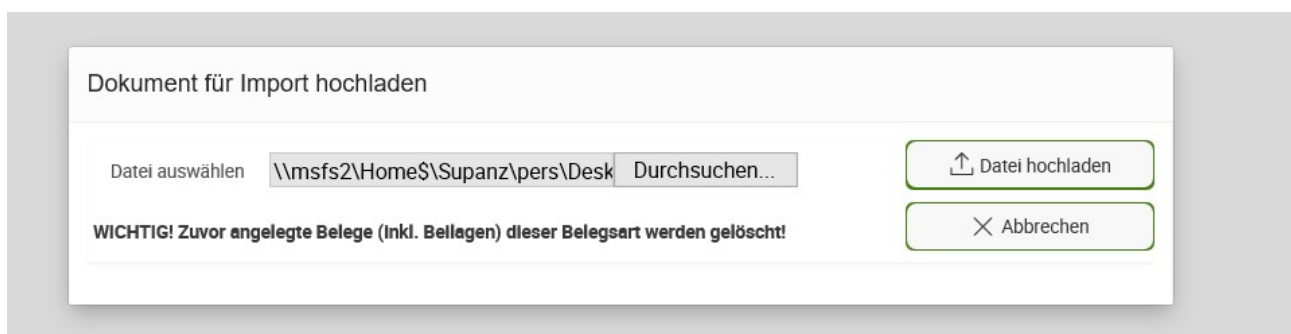 Dokument für Import hochladen
Datei auswählen \\msfs2\Home$\Supanz\pers\Desk Durchsuchen... Datei hochladen
WICHTIG! Zuvor angelegte Belege (inkl. Beilagen) dieser Belegsart werden gelöscht! Abbrechen